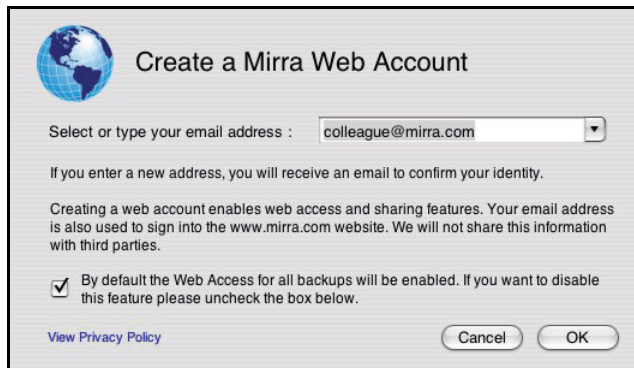 Create a Mirra Web Account
Select or type your email address : colleague@mirra.com
If you enter a new address, you will receive an email to confirm your identity.
Creating a web account enables web access and sharing features. Your email address
is also used to sign into the www.mirra.com website. We will not share this information
with third parties.
By default the Web Access for all backups will be enabled. If you want to disable
this feature please uncheck the box below.
View Privacy Policy Cancel OK